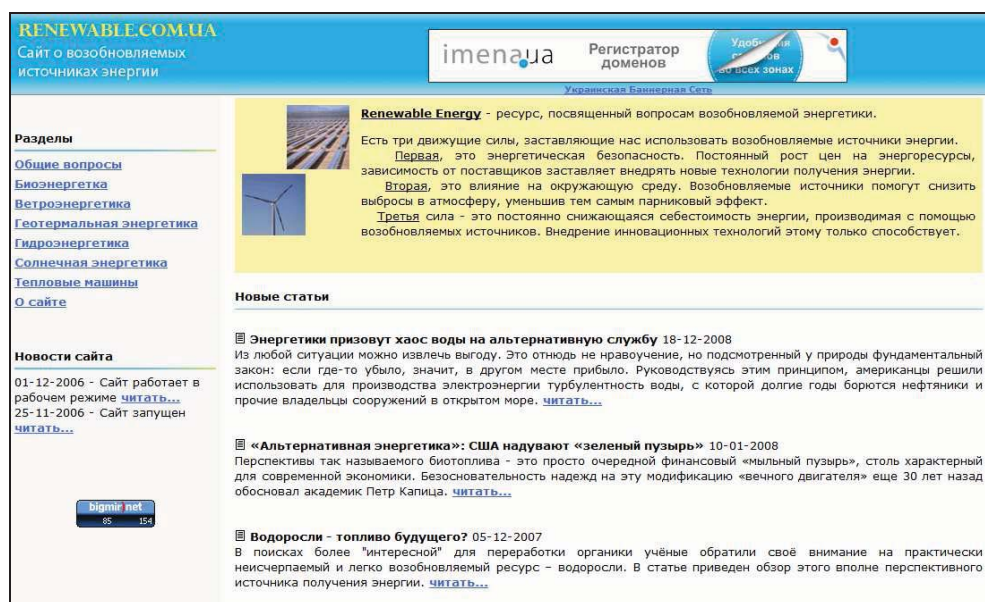 RENEWABLE.COM.UA
Сайт о возобновляемых
источниках энергии
imena.ua
Регистратор
доменов
во всех зонах
Украинская Баннерная Сеть
Разделы
Общие вопросы
Биоэнергетка
Ветроэнергетика
Геотермальная энергетика
Гидроэнергетика
Солнечная энергетика
Тепловые машины
О сайте
Новости сайта
01-12-2006 - Сайт работает в
рабочем режиме читать...
25-11-2006 - Сайт запущен
читать...
bigmir)net
85 154
Renewable Energy - ресурс, посвященный вопросам возобновляемой энергетики.
Есть три движущие силы, заставляющие нас использовать возобновляемые источники энергии.
Первая, это энергетическая безопасность. Постоянный рост цен на энергоресурсы,
зависимость от поставщиков заставляет внедрять новые технологии получения энергии.
Вторая, это влияние на окружающую среду. Возобновляемые источники помогут снизить
выбросы в атмосферу, уменьшив тем самым парниковый эффект.
Третья сила - это постоянно снижающаяся себестоимость энергии, производимая с помощью
возобновляемых источников. Внедрение инновационных технологий этому только способствует.
Новые статьи
Энергетики призовут хаос воды на альтернативную службу 18-12-2008
Из любой ситуации можно извлечь выгоду. Это отнюдь не нравоучение, но подсмотренный у природы фундаментальный
закон: если где-то убыло, значит, в другом месте прибыло. Руководствуясь этим принципом, американцы решили
использовать для производства электроэнергии турбулентность воды, с которой долгие годы борются нефтяники и
прочие владельцы сооружений в открытом море. читать...
«Альтернативная энергетика»: США надувают «зеленый пузырь» 10-01-2008
Перспективы так называемого биотоплива - это просто очередной финансовый «мыльный пузырь», столь характерный
для современной экономики. Безосновательность надежд на эту модификацию «вечного двигателя» еще 30 лет назад
обосновал академик Петр Капица. читать...
Водоросли - топливо будущего? 05-12-2007
В поисках более "интересной" для переработки органики учёные обратили своё внимание на практически
неисчерпаемый и легко возобновляемый ресурс – водоросли. В статье приведен обзор этого вполне перспективного
источника получения энергии. читать...